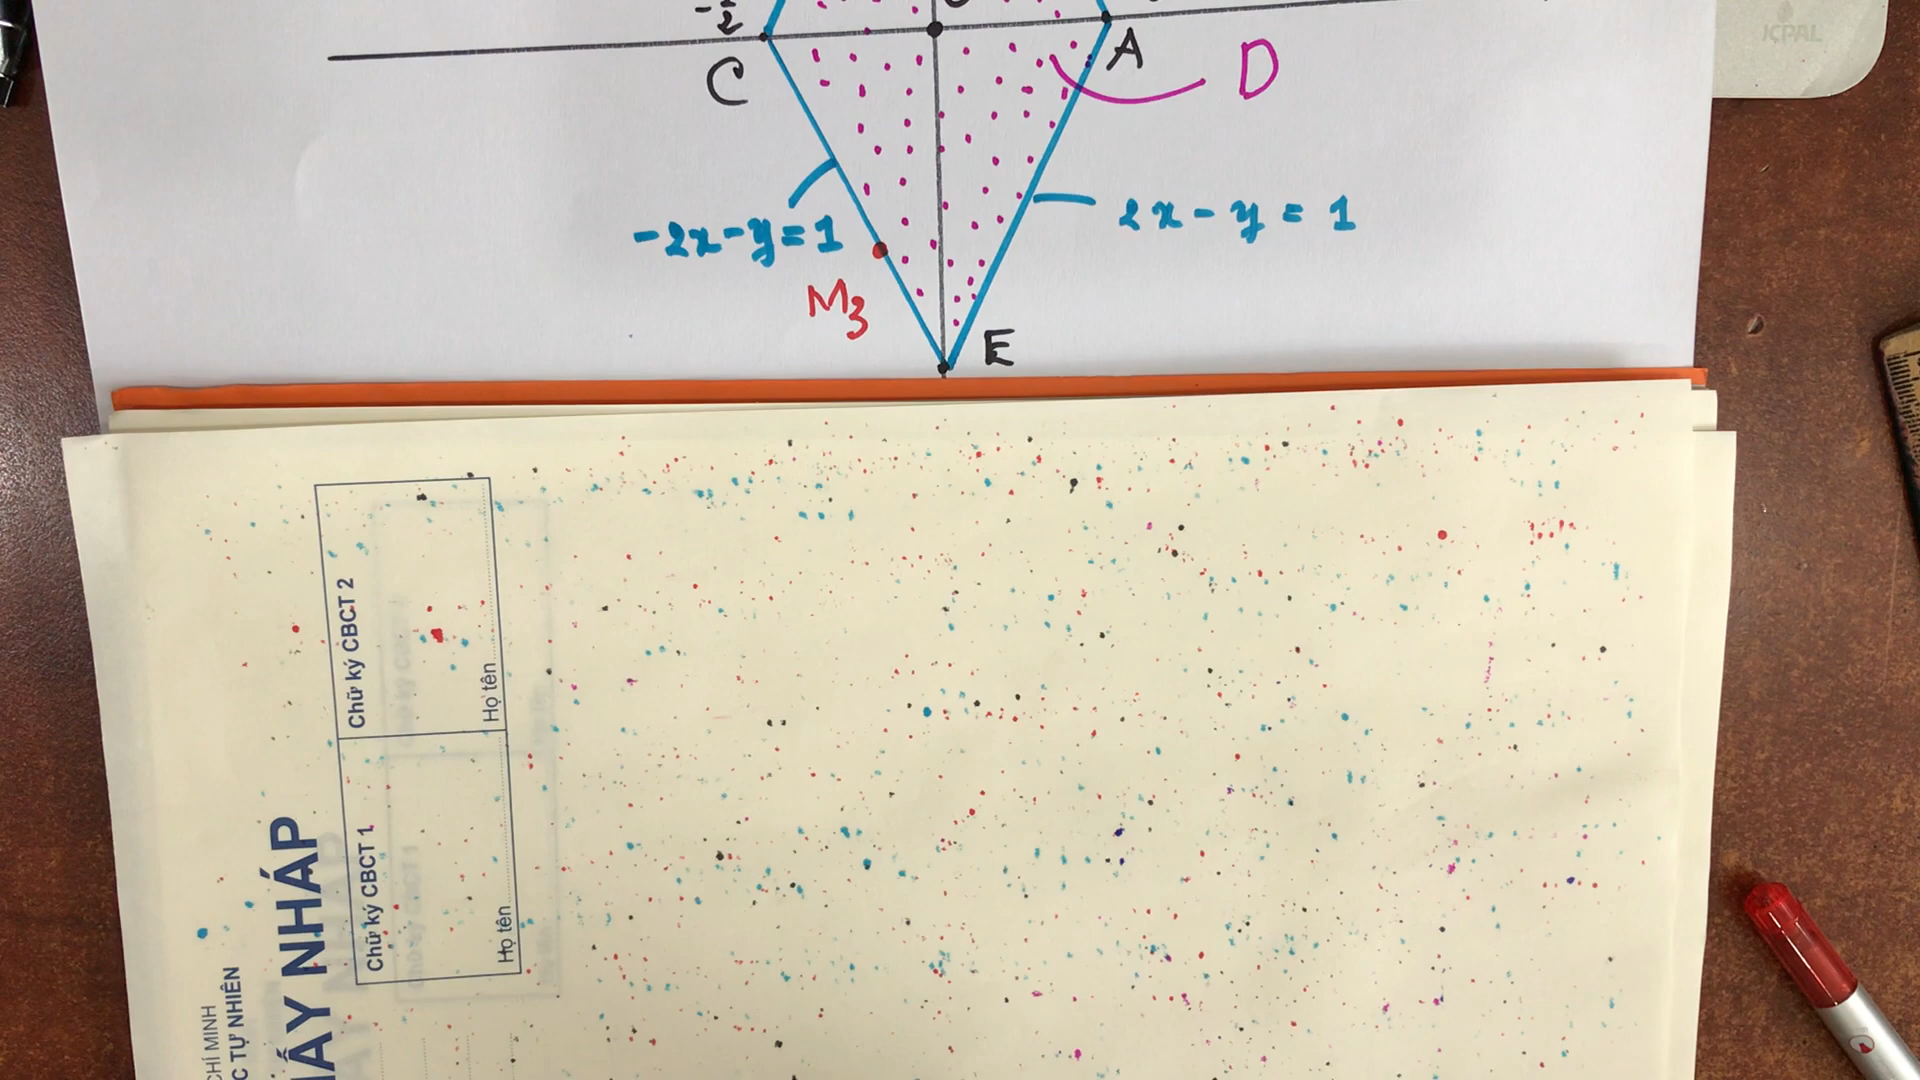 -1/2
C
A
D
-2x-y=1
2x-y=1
M3
E
JCPAL
Chữ ký CBCT 2
Họ tên
Chữ ký CBCT 1
Họ tên
ẤY NHÁP
CHÍ MINH
C TỰ NHIÊN